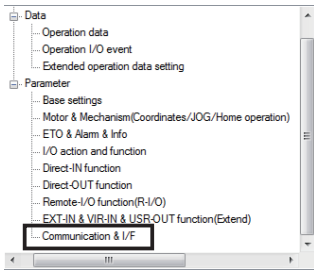 Data
Operation data
Operation I/O event
Extended operation data setting
Parameter
Base settings
Motor & Mechanism(Coordinates/JOG/Home operation)
ETO & Alarm & Info
I/O action and function
Direct-IN function
Direct-OUT function
Remote-I/O function(R-I/O)
EXT-IN & VIR-IN & USR-OUT function(Extend)
Communication & I/F